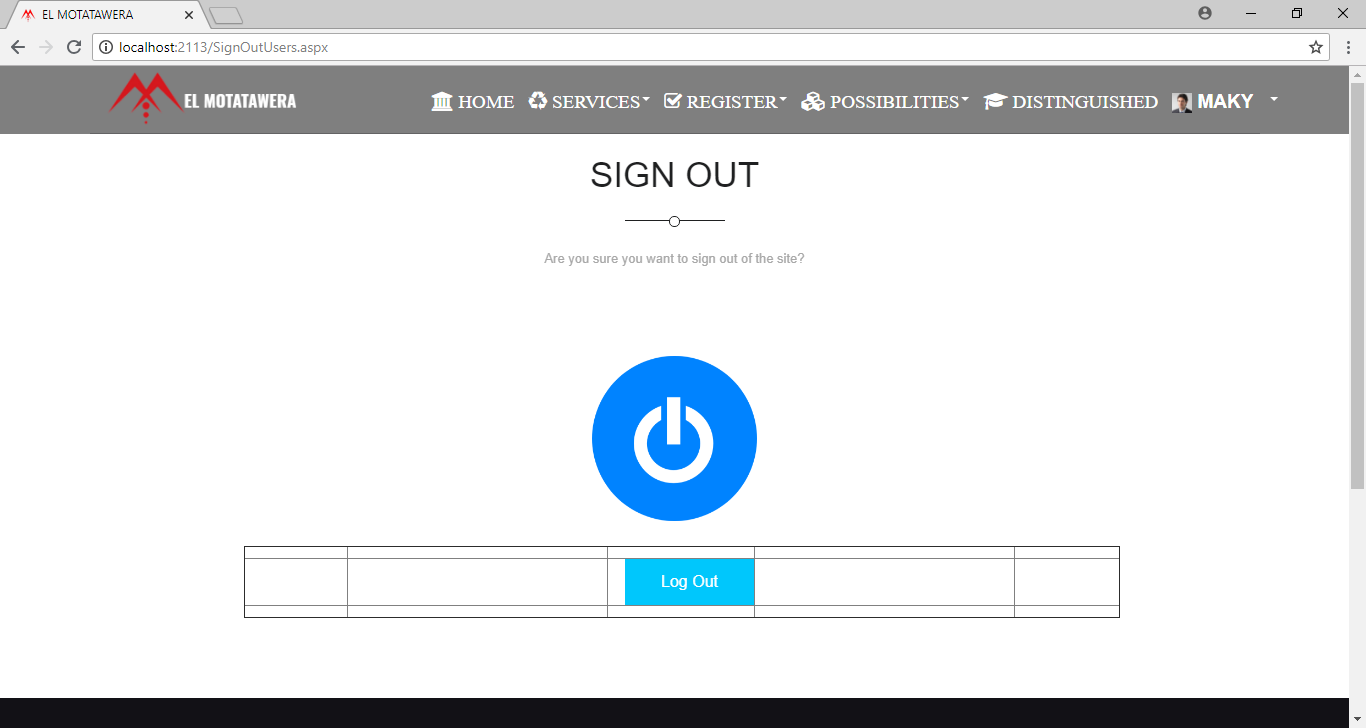 EL MOTATAWERA
localhost:2113/SignOutUsers.aspx
EL MOTATAWERA
HOME SERVICES REGISTER POSSIBILITIES DISTINGUISHED MAKY
SIGN OUT
Are you sure you want to sign out of the site?
Log Out